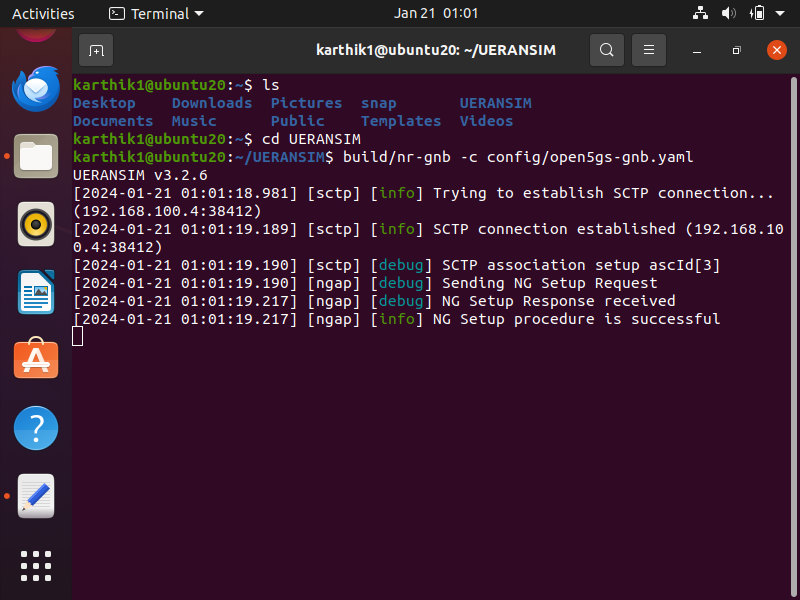 Activities Terminal Jan 21 01:01
karthik1@ubuntu20: ~/UERANSIM
karthik1@ubuntu20:~$ ls
Desktop Downloads Pictures snap UERANSIM
Documents Music Public Templates Videos
karthik1@ubuntu20:~$ cd UERANSIM
karthik1@ubuntu20:~/UERANSIM$ build/nr-gnb -c config/open5gs-gnb.yaml
UERANSIM v3.2.6
[2024-01-21 01:01:18.981] [sctp] [info] Trying to establish SCTP connection...
(192.168.100.4:38412)
[2024-01-21 01:01:19.189] [sctp] [info] SCTP connection established (192.168.10
0.4:38412)
[2024-01-21 01:01:19.190] [sctp] [debug] SCTP association setup ascId[3]
[2024-01-21 01:01:19.190] [ngap] [debug] Sending NG Setup Request
[2024-01-21 01:01:19.217] [ngap] [debug] NG Setup Response received
[2024-01-21 01:01:19.217] [ngap] [info] NG Setup procedure is successful